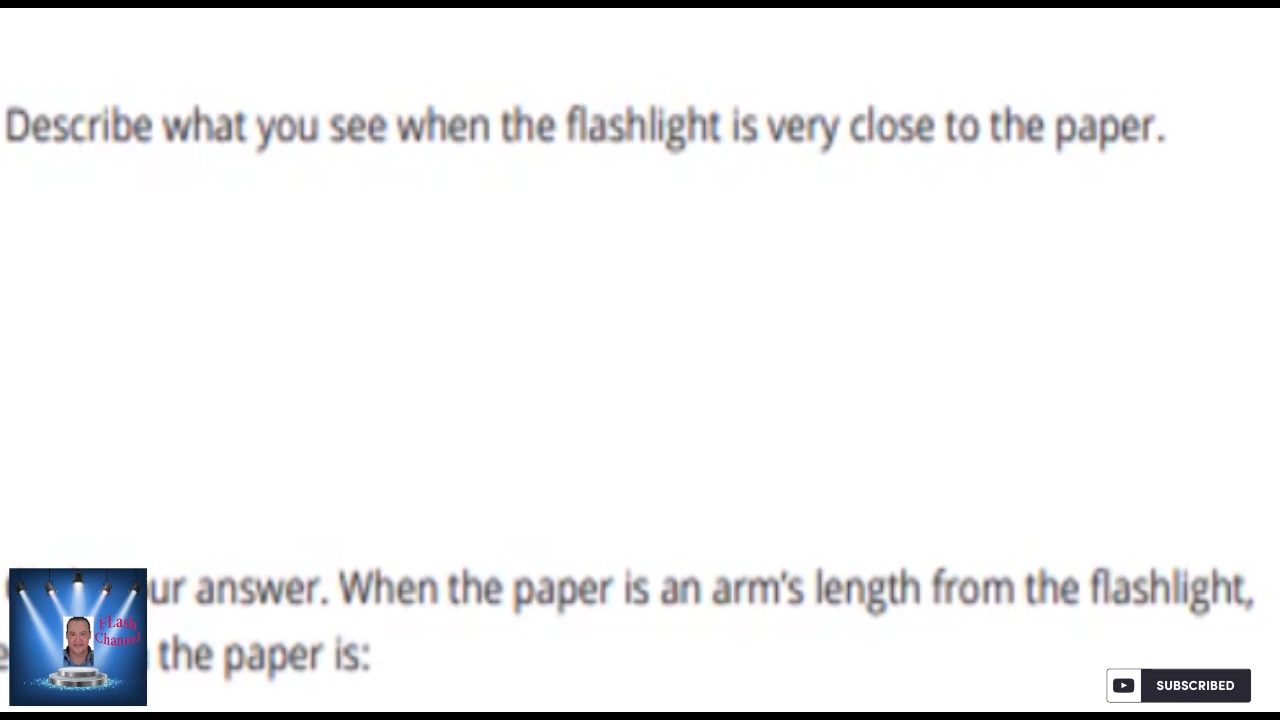 Describe what you see when the flashlight is very close to the paper.
answer. When the paper is an arm's length from the flashlight,
the paper is:
FLash
Channel
SUBSCRIBED